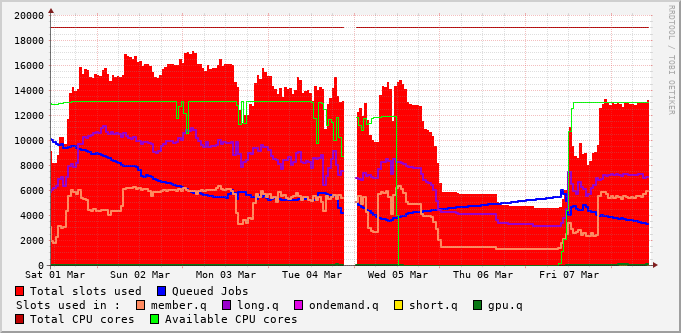 20000
18000
16000
14000
12000
10000
8000
6000
4000
2000
0
Sat 01 Mar Sun 02 Mar Mon 03 Mar Tue 04 Mar Wed 05 Mar Thu 06 Mar Fri 07 Mar
RRDTOOL / TOBI OETIKER
Total slots used Queued Jobs
Slots used in : member.q long.q ondemand.q short.q gpu.q
Total CPU cores Available CPU cores